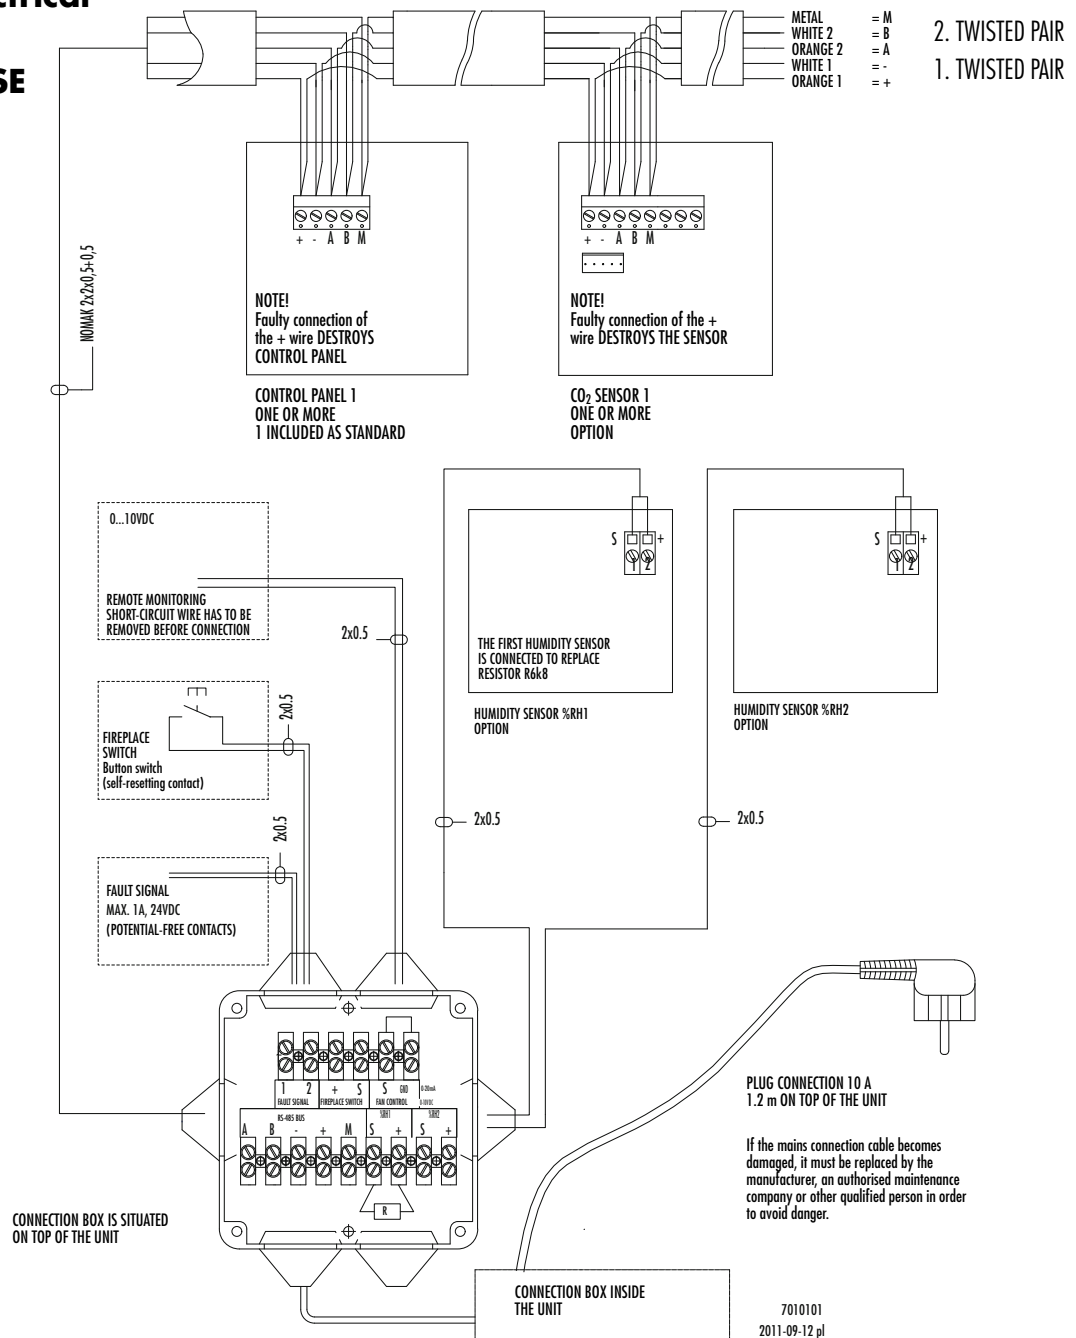 ctrical
SE
METAL = M
WHITE 2 = B
ORANGE 2 = A
WHITE 1 = -
ORANGE 1 = +
2. TWISTED PAIR
1. TWISTED PAIR
+ - A B M
NOTE!
Faulty connection of
the + wire DESTROYS
CONTROL PANEL
CONTROL PANEL 1
ONE OR MORE
1 INCLUDED AS STANDARD
+ - A B M
NOTE!
Faulty connection of the +
wire DESTROYS THE SENSOR
CO₂ SENSOR 1
ONE OR MORE
OPTION
NOMAK 2x2x0,5+0,5
0...10VDC
REMOTE MONITORING
SHORT-CIRCUIT WIRE HAS TO BE
REMOVED BEFORE CONNECTION
2x0.5
S +
1 2
THE FIRST HUMIDITY SENSOR
IS CONNECTED TO REPLACE
RESISTOR R6k8
HUMIDITY SENSOR %RH1
OPTION
S +
1 2
HUMIDITY SENSOR %RH2
OPTION
FIREPLACE
SWITCH
Button switch
(self-resetting contact)
2x0.5
2x0.5
2x0.5
2x0.5
FAULT SIGNAL
MAX. 1A, 24VDC
(POTENTIAL-FREE CONTACTS)
1 2 + S S GND 0-20mA
FAULT SIGNAL FIREPLACE SWITCH FAN CONTROL 0-10VDC
RS-485 BUS %RH1 %RH2
A B - + M S + S +
R
CONNECTION BOX IS SITUATED
ON TOP OF THE UNIT
PLUG CONNECTION 10 A
1.2 m ON TOP OF THE UNIT
If the mains connection cable becomes
damaged, it must be replaced by the
manufacturer, an authorised maintenance
company or other qualified person in order
to avoid danger.
CONNECTION BOX INSIDE
THE UNIT
7010101
2011-09-12 pl